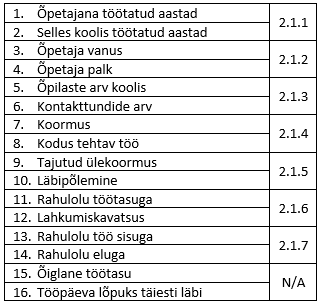 1. Õpetajana töötatud aastad
2. Selles koolis töötatud aastad
2.1.1
3. Õpetaja vanus
4. Õpetaja palk
2.1.2
5. Õpilaste arv koolis
6. Kontakttundide arv
2.1.3
7. Koormus
8. Kodus tehtav töö
2.1.4
9. Tajutud ülekoormus
10. Läbipõlemine
2.1.5
11. Rahulolu töötasuga
12. Lahkumiskavatsus
2.1.6
13. Rahulolu töö sisuga
14. Rahulolu eluga
2.1.7
15. Õiglane töötasu
16. Tööpäeva lõpuks täiesti läbi
N/A